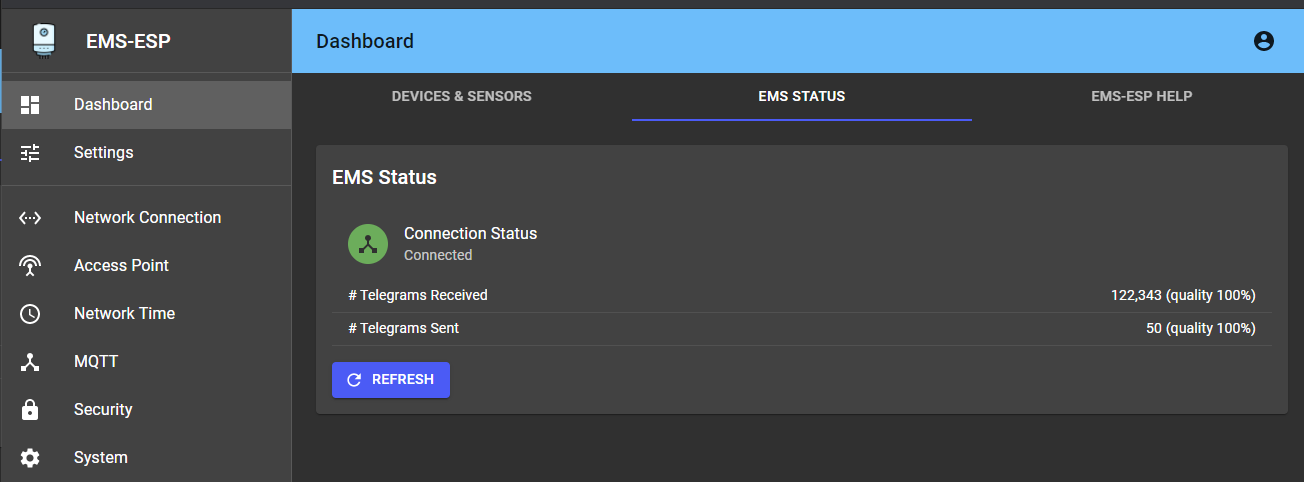 EMS-ESP
Dashboard
Dashboard
Settings
Network Connection
Access Point
Network Time
MQTT
Security
System
DEVICES & SENSORS
EMS STATUS
EMS-ESP HELP
EMS Status
Connection Status
Connected
# Telegrams Received 122,343 (quality 100%)
# Telegrams Sent 50 (quality 100%)
REFRESH